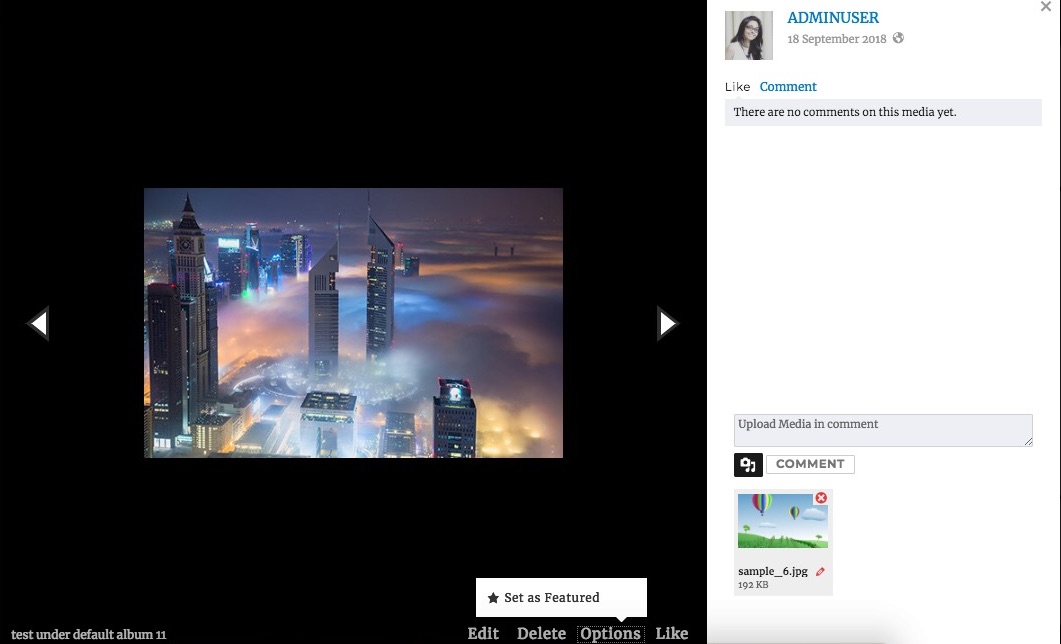 ADMINUSER
18 September 2018
Like Comment
There are no comments on this media yet.
Upload Media in comment
COMMENT
sample_6.jpg
192 KB
Set as Featured
test under default album 11
Edit Delete Options Like